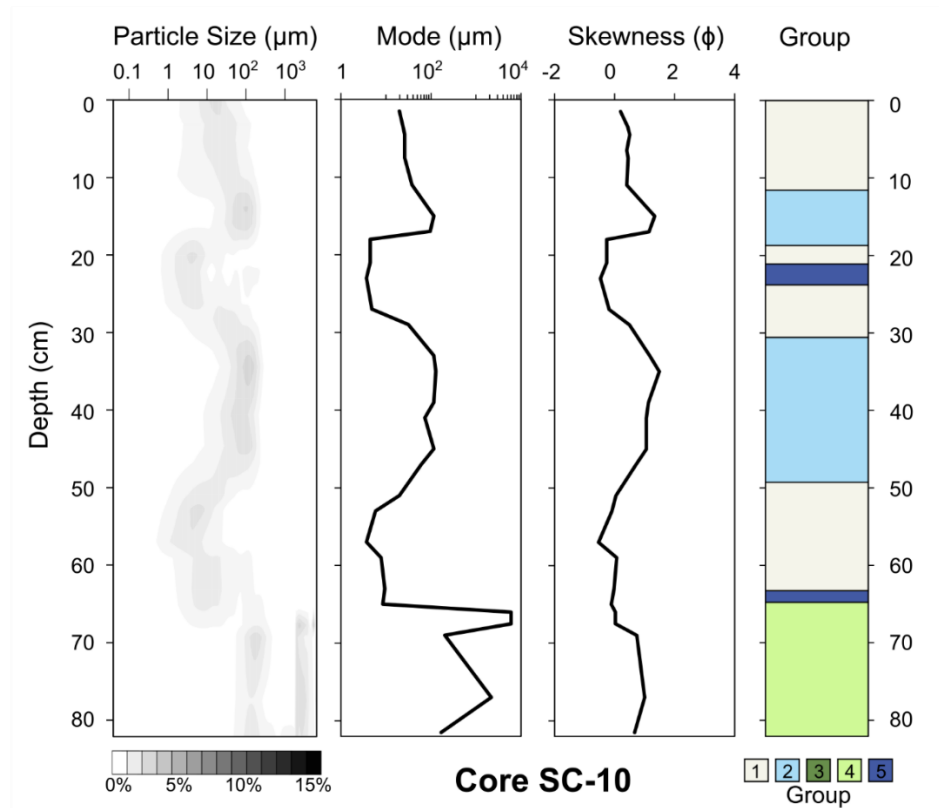 Particle Size (µm) Mode (µm) Skewness (ϕ) Group
0.1 1 10 10² 10³ 1 10² 10⁴ -2 0 2 4
0 0
10 10
20 20
30 30
Depth (cm)
40 40
50 50
60 60
70 70
80 80
0% 5% 10% 15%
Core SC-10
1 2 3 4 5
Group